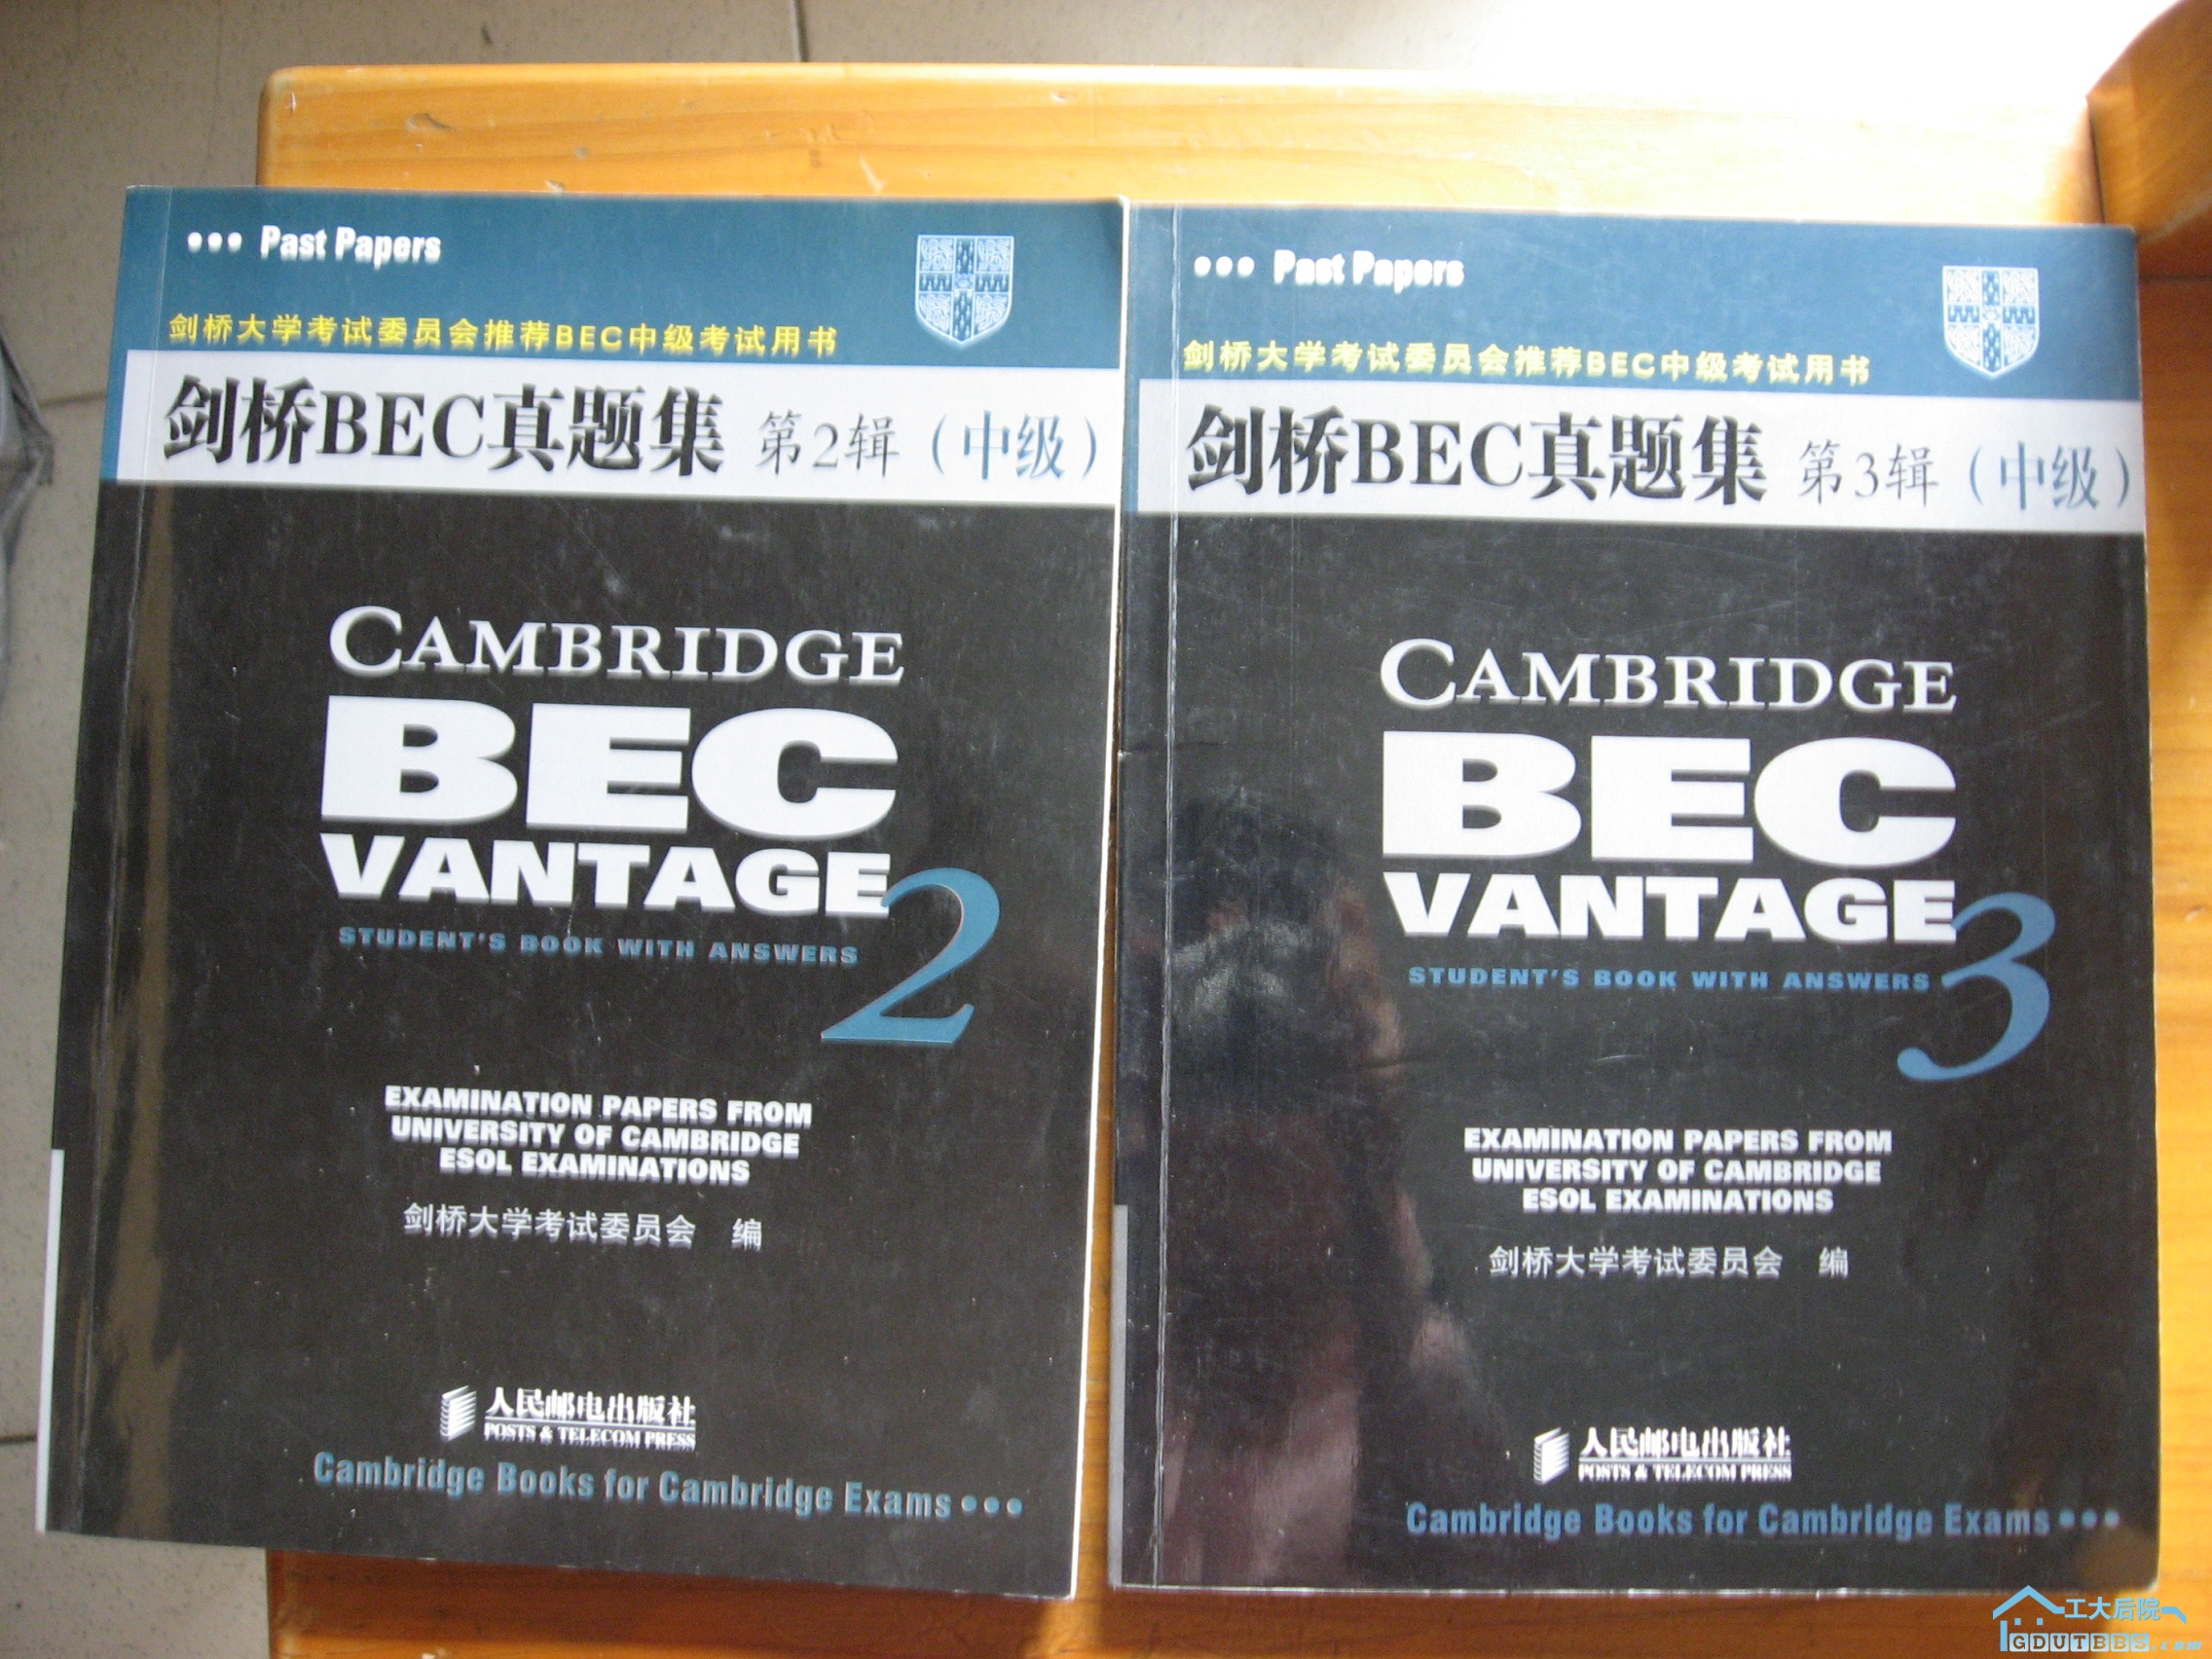 ••• Past Papers
剑桥大学考试委员会推荐BEC中级考试用书
剑桥BEC真题集 第2辑（中级）
CAMBRIDGE
BEC
VANTAGE 2
STUDENT'S BOOK WITH ANSWERS
EXAMINATION PAPERS FROM
UNIVERSITY OF CAMBRIDGE
ESOL EXAMINATIONS
剑桥大学考试委员会 编
人民邮电出版社
POSTS & TELECOM PRESS
Cambridge Books for Cambridge Exams •••
••• Past Papers
剑桥大学考试委员会推荐BEC中级考试用书
剑桥BEC真题集 第3辑（中级）
CAMBRIDGE
BEC
VANTAGE 3
STUDENT'S BOOK WITH ANSWERS
EXAMINATION PAPERS FROM
UNIVERSITY OF CAMBRIDGE
ESOL EXAMINATIONS
剑桥大学考试委员会 编
人民邮电出版社
POSTS & TELECOM PRESS
Cambridge Books for Cambridge Exams •••
工大后院
GDUTBBS.com